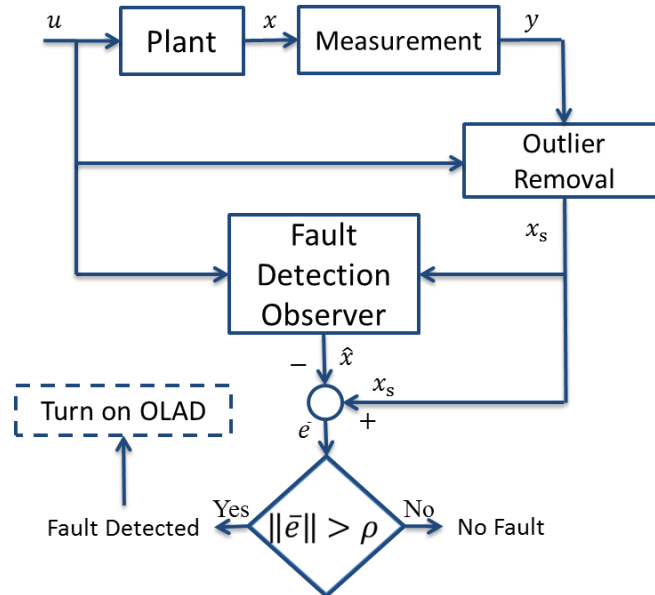 u
Plant
x
Measurement
y
Outlier
Removal
x_s
Fault
Detection
Observer
−
x̂
x_s
+
Turn on OLAD
ē
Yes
‖ē‖ > ρ
No
Fault Detected
No Fault